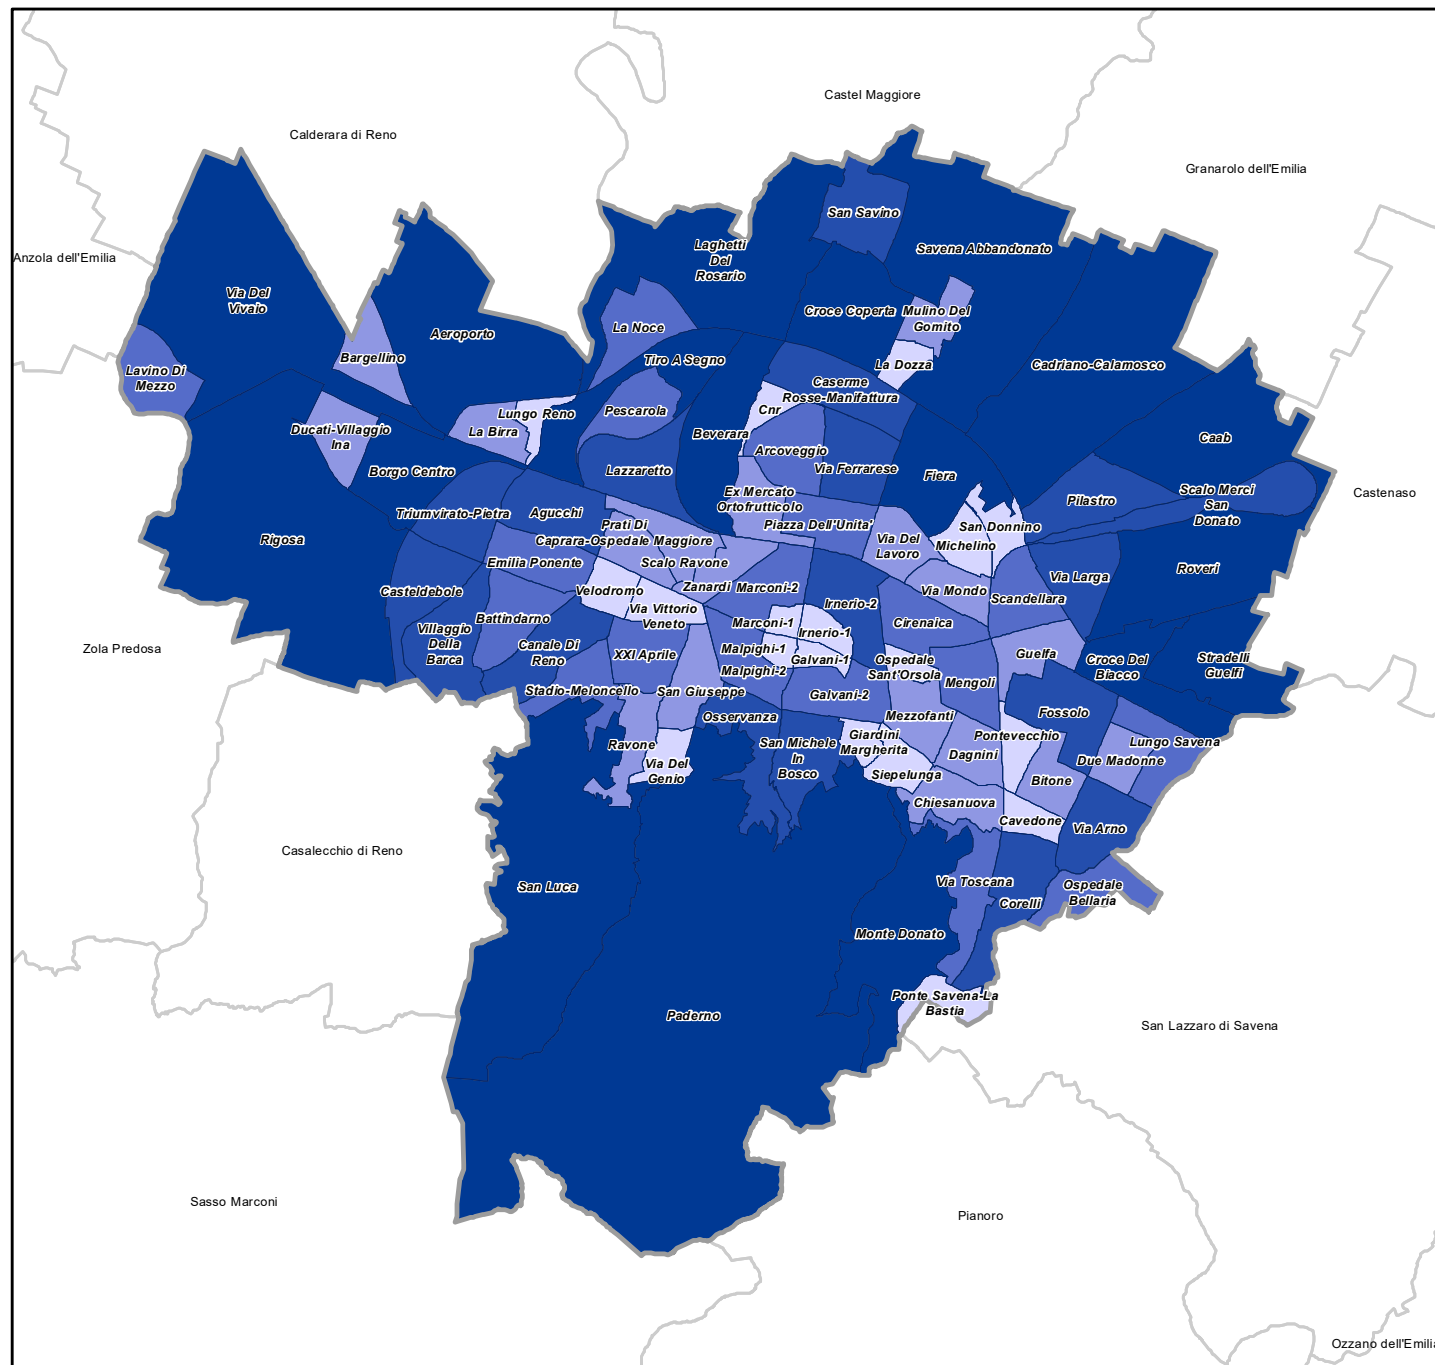 Castel Maggiore
Calderara di Reno
Granarolo dell'Emilia
San Savino
Laghetti
Del
Rosario
Savena Abbandonato
Anzola dell'Emilia
Via Del
Vivaio
Croce Coperta
Mulino Del
Gomito
La Noce
Aeroporto
Bargellino
Tiro A Segno
La Dozza
Cadriano-Calamosco
Lavino Di
Mezzo
Caserme
Rosse-Manifattura
Cnr
Lungo Reno
Pescarola
La Birra
Ducati-Villaggio
Ina
Beverara
Caab
Arcoveggio
Borgo Centro
Lazzaretto
Via Ferrarese
Fiera
Scalo Merci
San
Donato
Castenaso
Ex Mercato
Ortofrutticolo
Pilastro
Triumvirato-Pietra
Agucchi
Prati Di
Caprara-Ospedale Maggiore
Piazza Dell'Unita'
San Donnino
Rigosa
Via Del
Lavoro
Michelino
Emilia Ponente
Scalo Ravone
Roveri
Via Larga
Casteldebole
Velodromo
Zanardi
Marconi-2
Via Mondo
Scandellara
Irnerio-2
Via Vittorio
Veneto
Battindarno
Marconi-1
Irnerio-1
Cirenaica
Zola Predosa
Villaggio
Della
Barca
Canale Di
Reno
XXI Aprile
Malpighi-1
Galvani-1
Ospedale
Sant'Orsola
Guelfa
Croce Del
Biacco
Stradelli
Guelfi
Malpighi-2
Mengoli
Stadio-Meloncello
San Giuseppe
Galvani-2
Fossolo
Osservanza
Mezzofanti
Giardini
Margherita
Pontevecchio
Lungo Savena
Ravone
San Michele
In
Bosco
Dagnini
Due Madonne
Via Del
Genio
Siepelunga
Bitone
Chiesanuova
Cavedone
Via Arno
Casalecchio di Reno
San Luca
Via Toscana
Ospedale
Bellaria
Corelli
Monte Donato
Ponte Savena-La
Bastia
Paderno
San Lazzaro di Savena
Sasso Marconi
Pianoro
Ozzano dell'Emilia